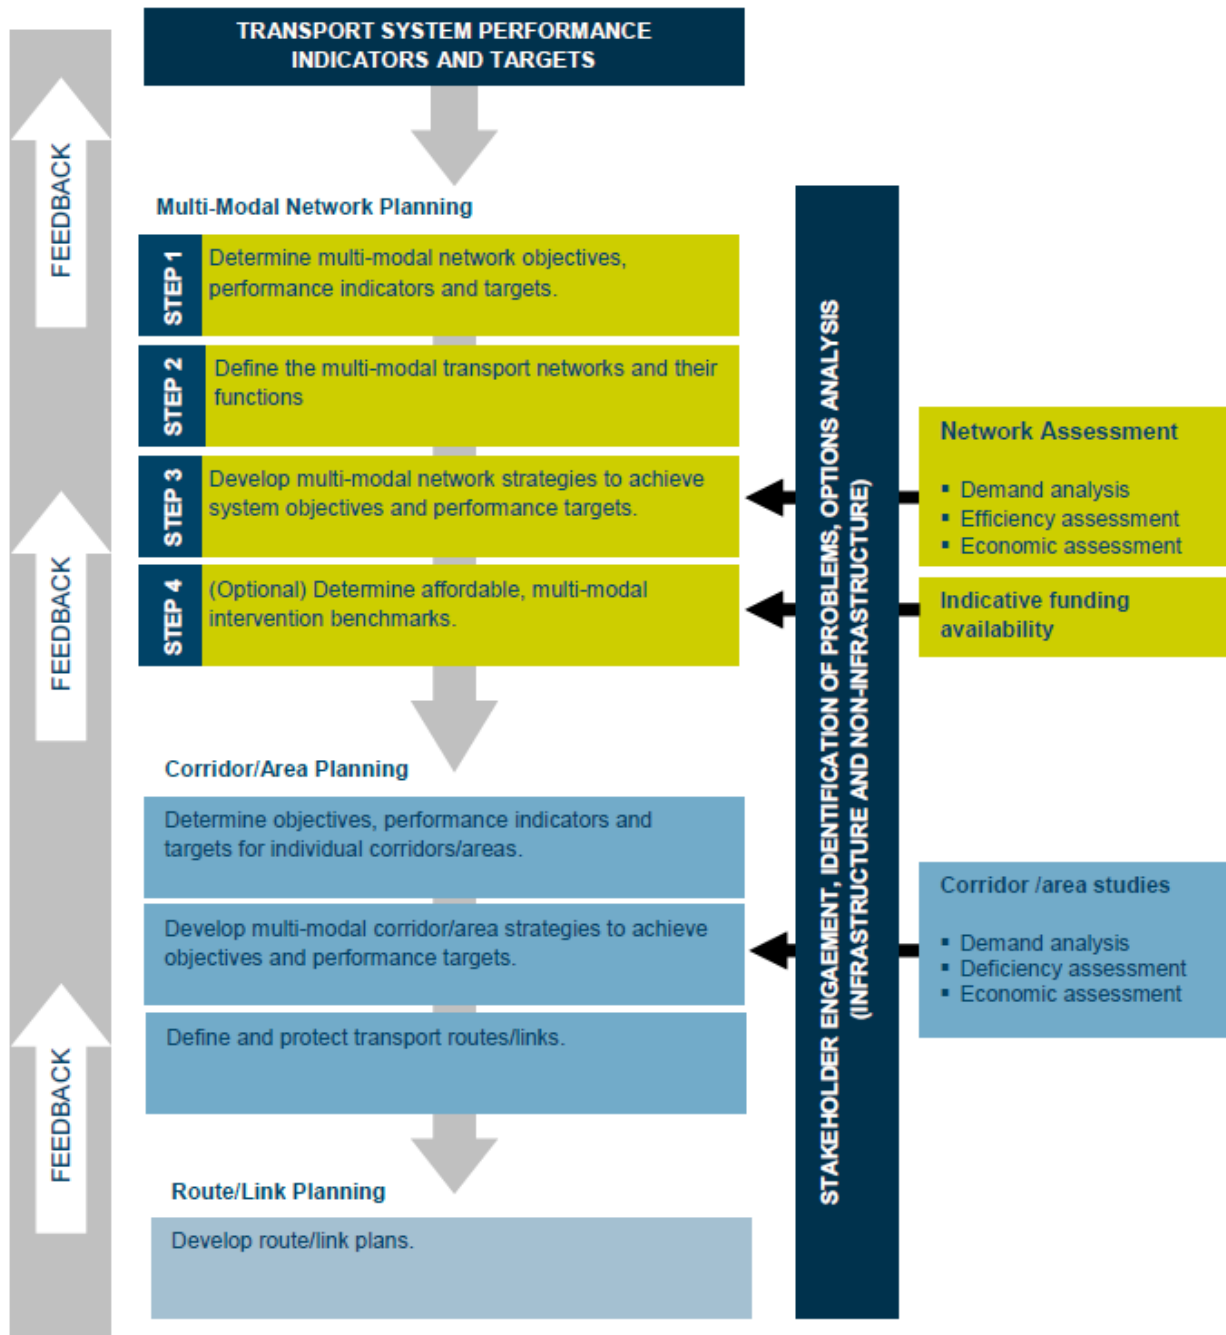 TRANSPORT SYSTEM PERFORMANCE
INDICATORS AND TARGETS
FEEDBACK
Multi-Modal Network Planning
STEP 1
Determine multi-modal network objectives,
performance indicators and targets.
STEP 2
Define the multi-modal transport networks and their
functions
STEP 3
Develop multi-modal network strategies to achieve
system objectives and performance targets.
STEP 4
(Optional) Determine affordable, multi-modal
intervention benchmarks.
FEEDBACK
Corridor/Area Planning
Determine objectives, performance indicators and
targets for individual corridors/areas.
Develop multi-modal corridor/area strategies to achieve
objectives and performance targets.
Define and protect transport routes/links.
FEEDBACK
Route/Link Planning
Develop route/link plans.
STAKEHOLDER ENGAEMENT, IDENTIFICATION OF PROBLEMS, OPTIONS ANALYSIS
(INFRASTRUCTURE AND NON-INFRASTRUCTURE)
Network Assessment
▪ Demand analysis
▪ Efficiency assessment
▪ Economic assessment
Indicative funding
availability
Corridor /area studies
▪ Demand analysis
▪ Deficiency assessment
▪ Economic assessment